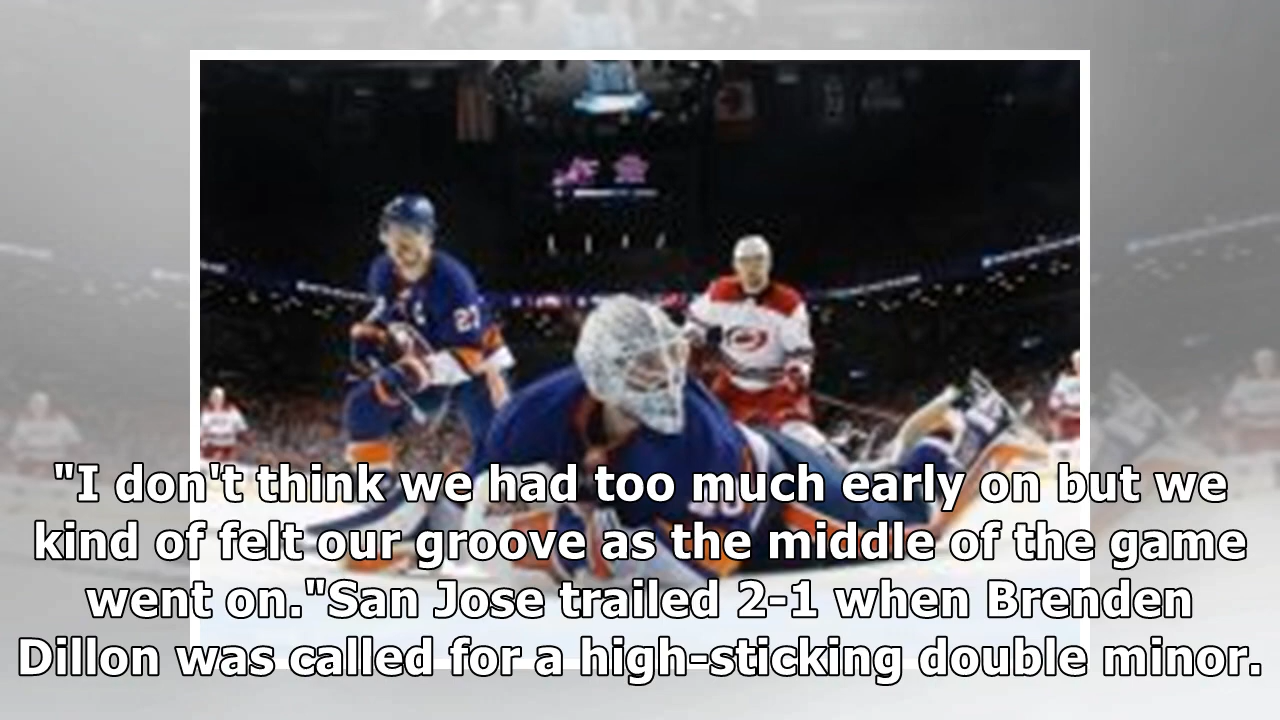 "I don't think we had too much early on but we
kind of felt our groove as the middle of the game
went on."San Jose trailed 2-1 when Brenden
Dillon was called for a high-sticking double minor.